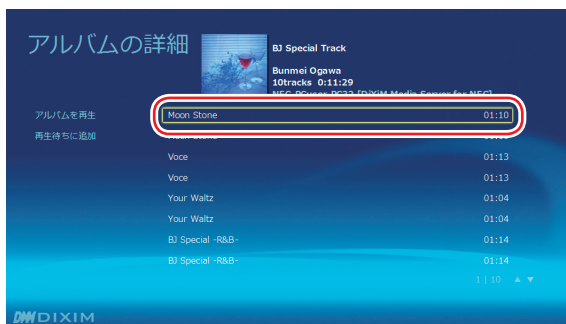 アルバムの詳細
BJ Special Track
Bunmei Ogawa
10tracks 0:11:29
アルバムを再生
Moon Stone 01:10
再生待ちに追加
Voce 01:13
Voce 01:13
Your Waltz 01:04
Your Waltz 01:04
BJ Special -R&B- 01:14
BJ Special -R&B- 01:14
1 | 10 ▲ ▼
DIXIM